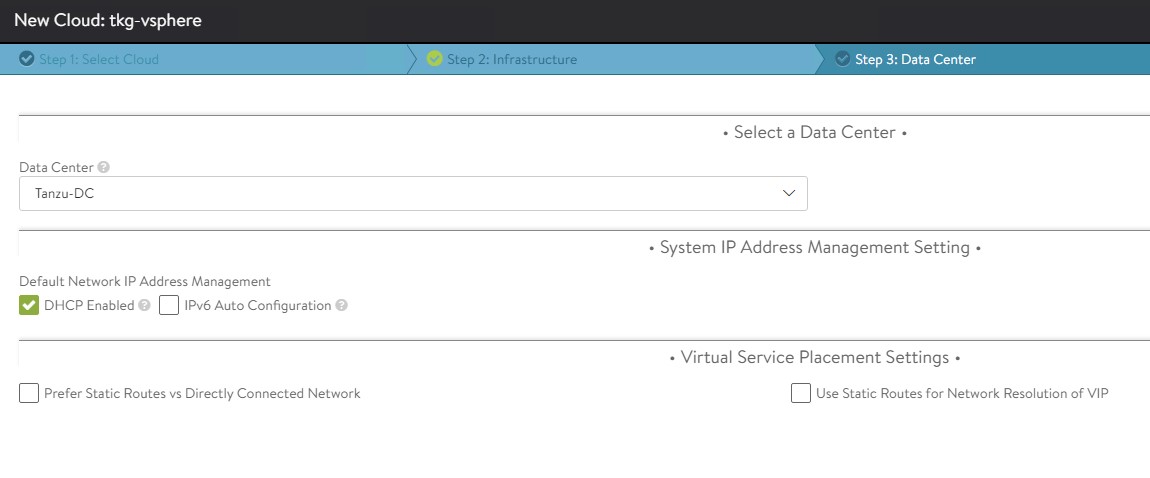 New Cloud: tkg-vsphere
Step 1: Select Cloud
Step 2: Infrastructure
Step 3: Data Center
• Select a Data Center •
Data Center
Tanzu-DC
• System IP Address Management Setting •
Default Network IP Address Management
DHCP Enabled ? IPv6 Auto Configuration ?
• Virtual Service Placement Settings •
Prefer Static Routes vs Directly Connected Network
Use Static Routes for Network Resolution of VIP